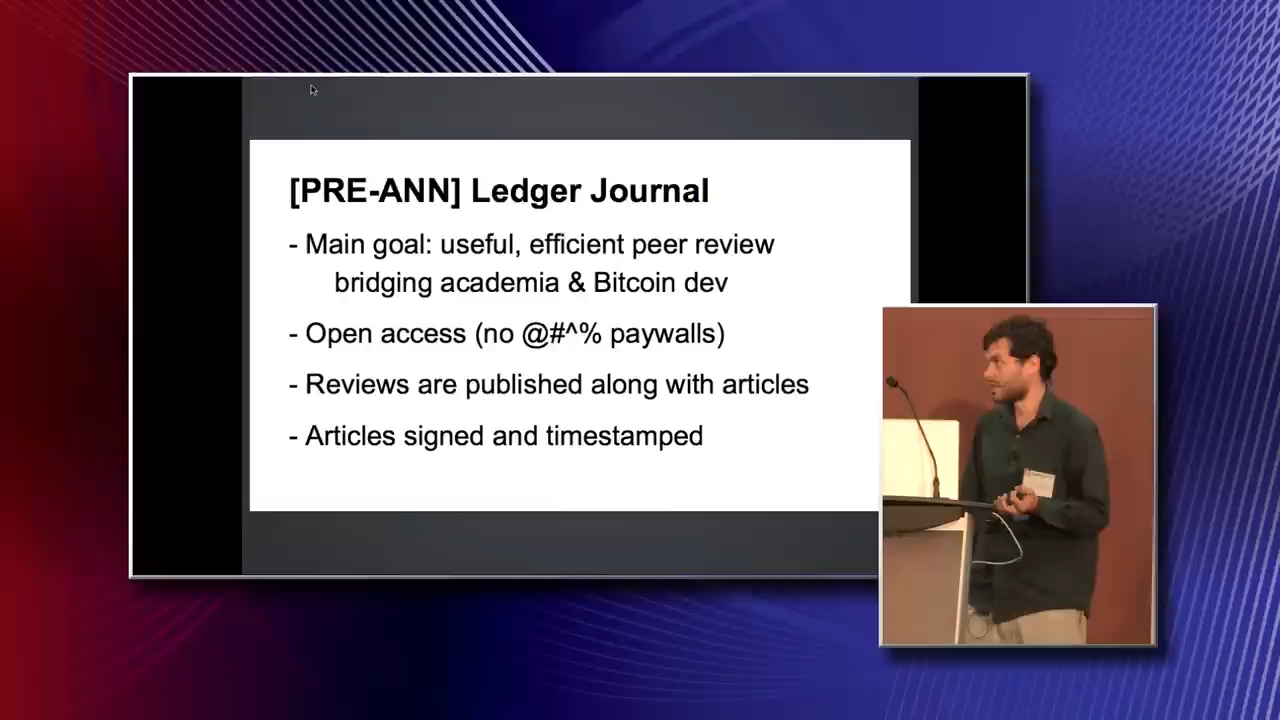 [PRE-ANN] Ledger Journal
- Main goal: useful, efficient peer review
bridging academia & Bitcoin dev
- Open access (no @#^% paywalls)
- Reviews are published along with articles
- Articles signed and timestamped